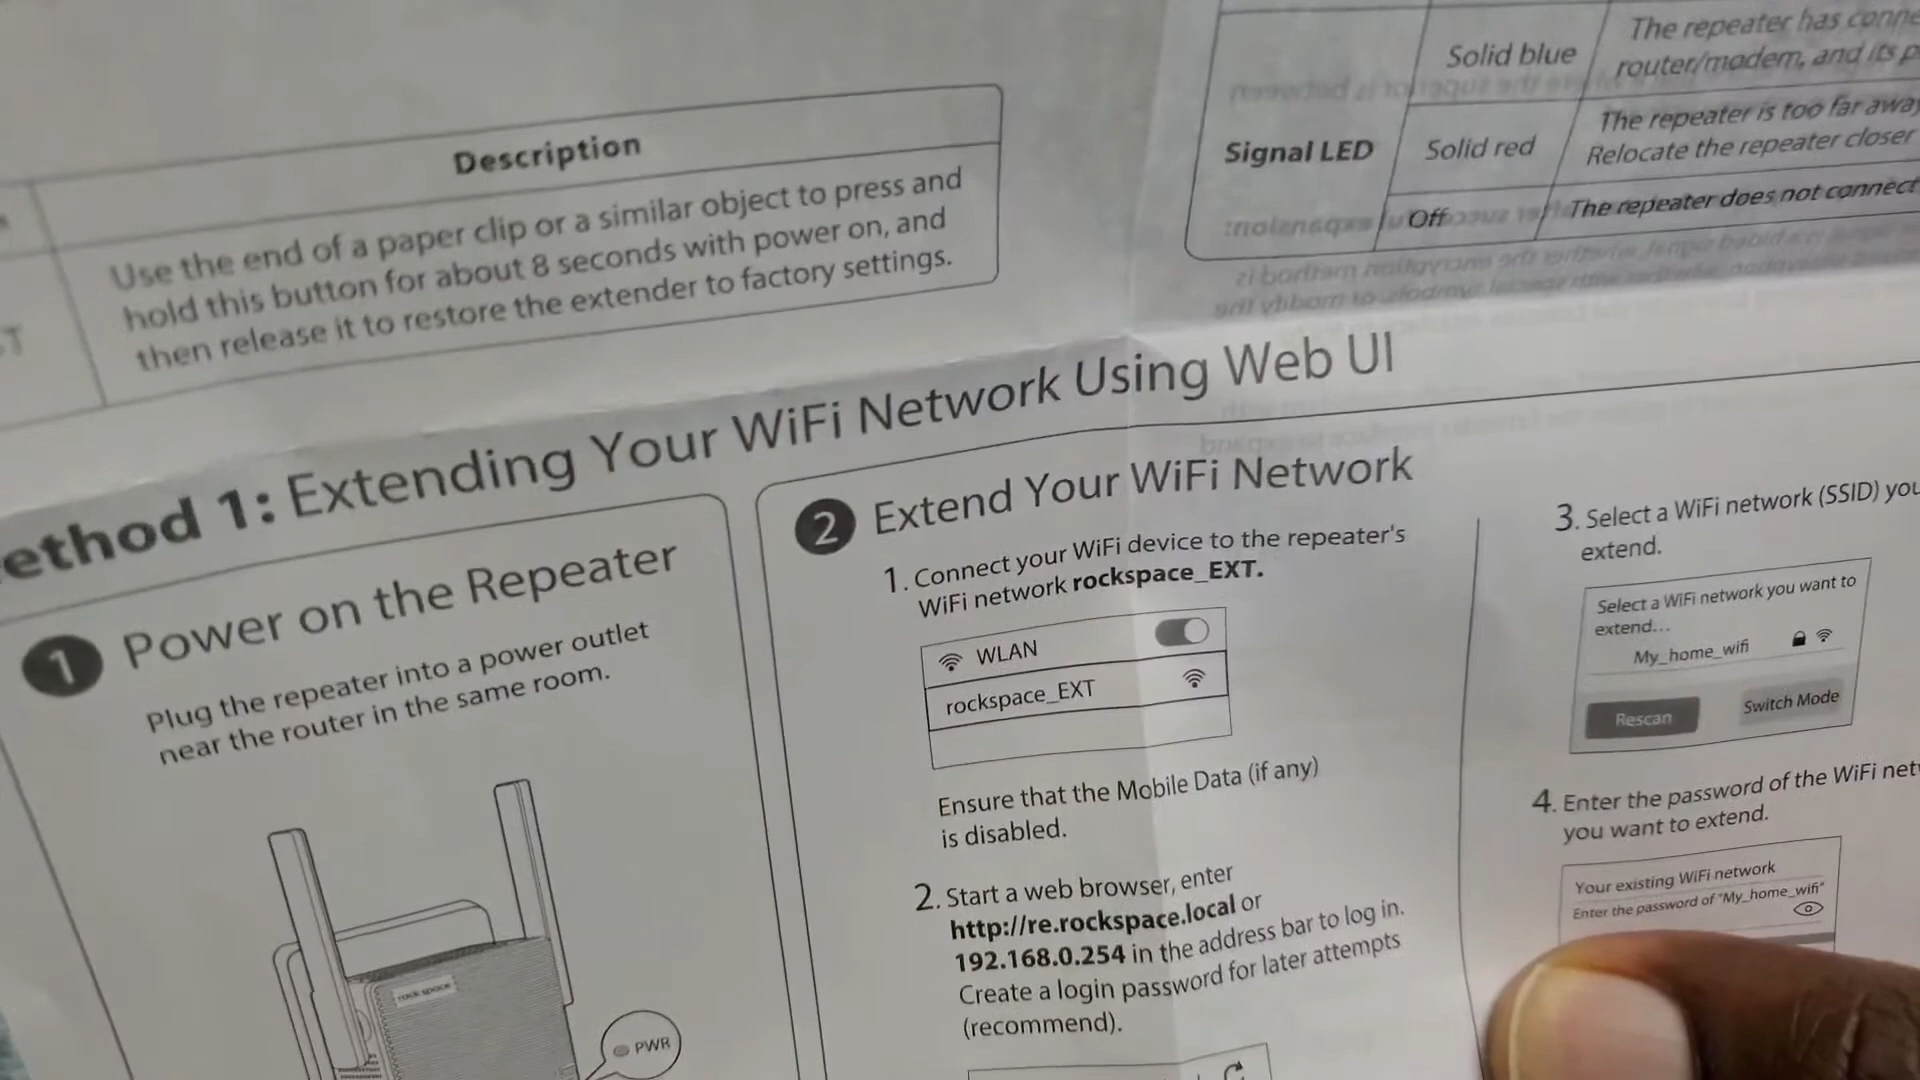 Description
Use the end of a paper clip or a similar object to press and
hold this button for about 8 seconds with power on, and
then release it to restore the extender to factory settings.
Signal LED
Solid blue
The repeater has
router/modem, and its
Solid red
The repeater is too far away
Relocate the repeater closer
Off
The repeater does not connect
ethod 1: Extending Your WiFi Network Using Web UI
1 Power on the Repeater
Plug the repeater into a power outlet
near the router in the same room.
rock space
PWR
2 Extend Your WiFi Network
1. Connect your WiFi device to the repeater's
WiFi network rockspace_EXT.
WLAN
rockspace_EXT
Ensure that the Mobile Data (if any)
is disabled.
2. Start a web browser, enter
http://re.rockspace.local or
192.168.0.254 in the address bar to log in.
Create a login password for later attempts
(recommend).
3. Select a WiFi network (SSID) you
extend.
Select a WiFi network you want to
extend...
My_home_wifi
Rescan
Switch Mode
4. Enter the password of the WiFi net
you want to extend.
Your existing WiFi network
Enter the password of "My_home_wifi"